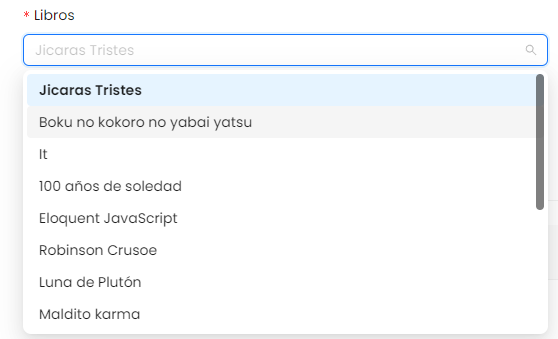 * Libros
Jicaras Tristes
Jicaras Tristes
Boku no kokoro no yabai yatsu
It
100 años de soledad
Eloquent JavaScript
Robinson Crusoe
Luna de Plutón
Maldito karma